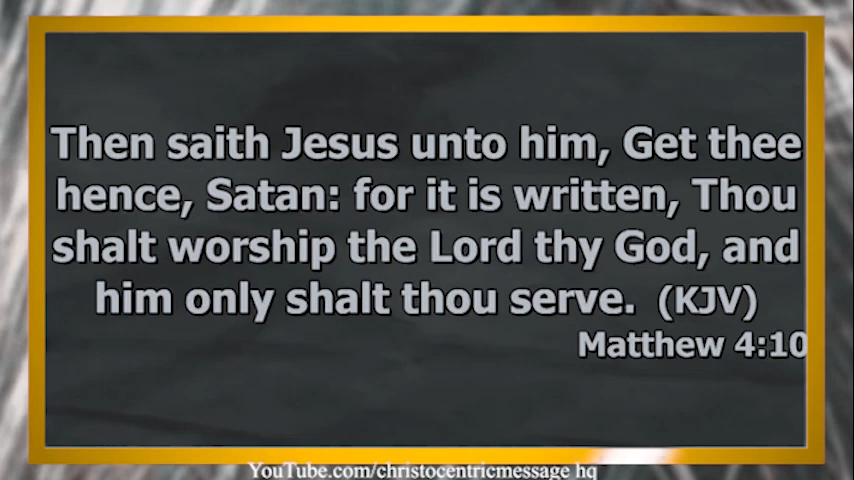 Then saith Jesus unto him, Get thee
hence, Satan: for it is written, Thou
shalt worship the Lord thy God, and
him only shalt thou serve. (KJV)
Matthew 4:10
YouTube.com/christocentricmessage hq